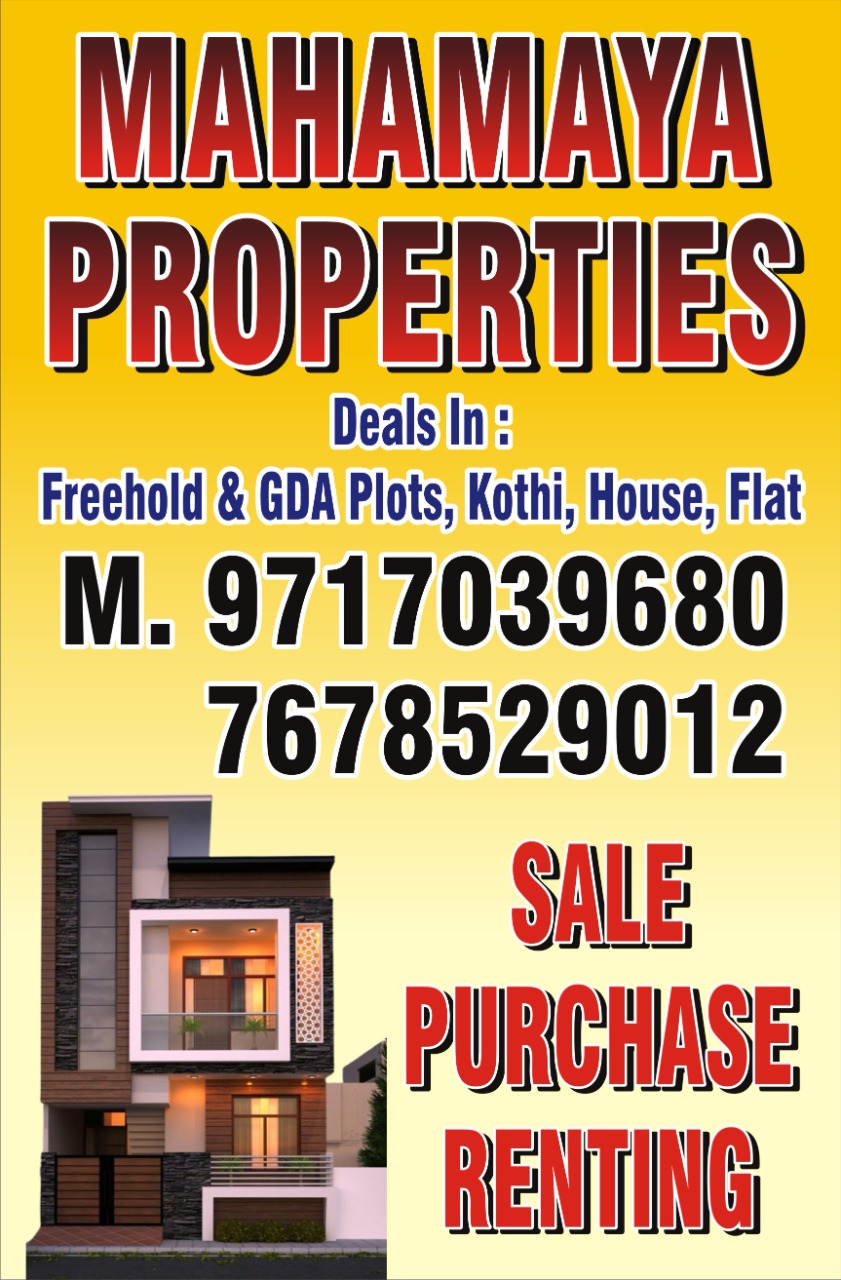 MAHAMAYA
PROPERTIES
Deals In :
Freehold & GDA Plots, Kothi, House, Flat
M. 9717039680
7678529012
SALE
PURCHASE
RENTING